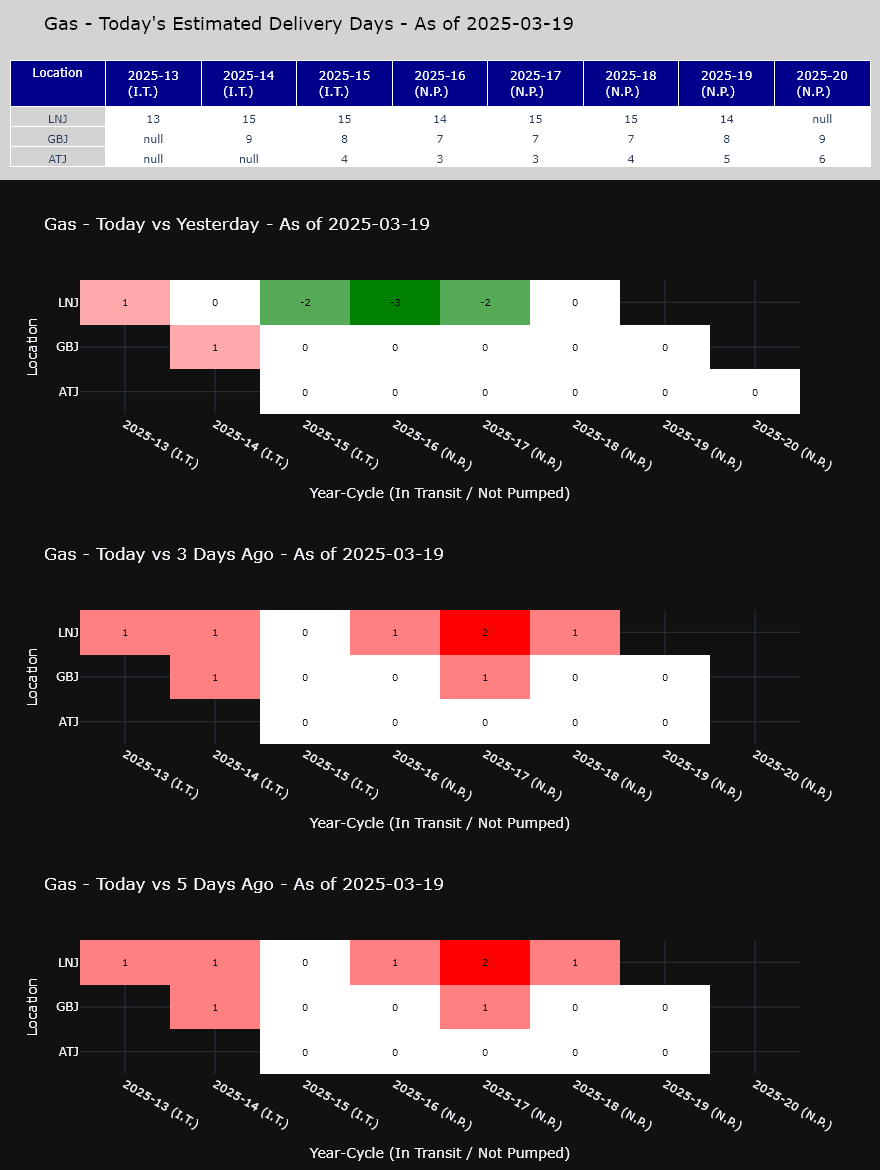 Gas - Today's Estimated Delivery Days - As of 2025-03-19
Location 2025-13 (I.T.) 2025-14 (I.T.) 2025-15 (I.T.) 2025-16 (N.P.) 2025-17 (N.P.) 2025-18 (N.P.) 2025-19 (N.P.) 2025-20 (N.P.)
LNJ 13 15 15 14 15 15 14 null
GBJ null 9 8 7 7 7 8 9
ATJ null null 4 3 3 4 5 6
Gas - Today vs Yesterday - As of 2025-03-19
Location
LNJ 1 0 -2 -3 -2 0
GBJ 1 0 0 0 0 0
ATJ 0 0 0 0 0 0
2025-13 (I.T.) 2025-14 (I.T.) 2025-15 (I.T.) 2025-16 (N.P.) 2025-17 (N.P.) 2025-18 (N.P.) 2025-19 (N.P.) 2025-20 (N.P.)
Year-Cycle (In Transit / Not Pumped)
Gas - Today vs 3 Days Ago - As of 2025-03-19
Location
LNJ 1 1 0 1 2 1
GBJ 1 0 0 1 0 0
ATJ 0 0 0 0 0
2025-13 (I.T.) 2025-14 (I.T.) 2025-15 (I.T.) 2025-16 (N.P.) 2025-17 (N.P.) 2025-18 (N.P.) 2025-19 (N.P.) 2025-20 (N.P.)
Year-Cycle (In Transit / Not Pumped)
Gas - Today vs 5 Days Ago - As of 2025-03-19
Location
LNJ 1 1 0 1 2 1
GBJ 1 0 0 1 0 0
ATJ 0 0 0 0 0
2025-13 (I.T.) 2025-14 (I.T.) 2025-15 (I.T.) 2025-16 (N.P.) 2025-17 (N.P.) 2025-18 (N.P.) 2025-19 (N.P.) 2025-20 (N.P.)
Year-Cycle (In Transit / Not Pumped)